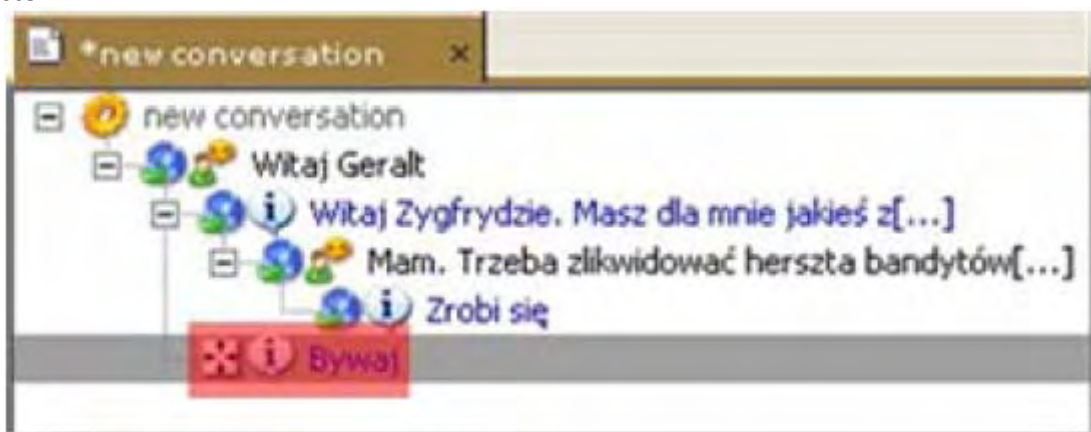 *new conversation
new conversation
Witaj Geralt
Witaj Zygfrydzie. Masz dla mnie jakieś z[...]
Mam. Trzeba zlikwidować herszta bandytów[...]
Zrobi się
Bywaj